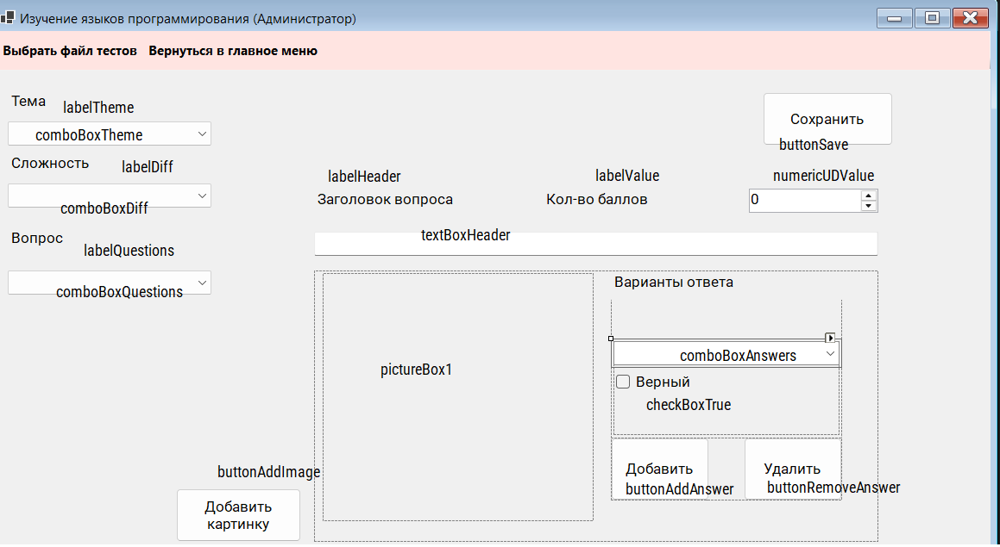 Изучение языков программирования (Администратор)
Выбрать файл тестов Вернуться в главное меню
Тема
labelTheme
comboBoxTheme
Сохранить
buttonSave
Сложность
labelDiff
comboBoxDiff
labelHeader
labelValue
numericUDValue
Заголовок вопроса
Кол-во баллов
0
Вопрос
labelQuestions
comboBoxQuestions
textBoxHeader
Варианты ответа
comboBoxAnswers
pictureBox1
Верный
checkBoxTrue
buttonAddImage
Добавить
картинку
Добавить
buttonAddAnswer
Удалить
buttonRemoveAnswer